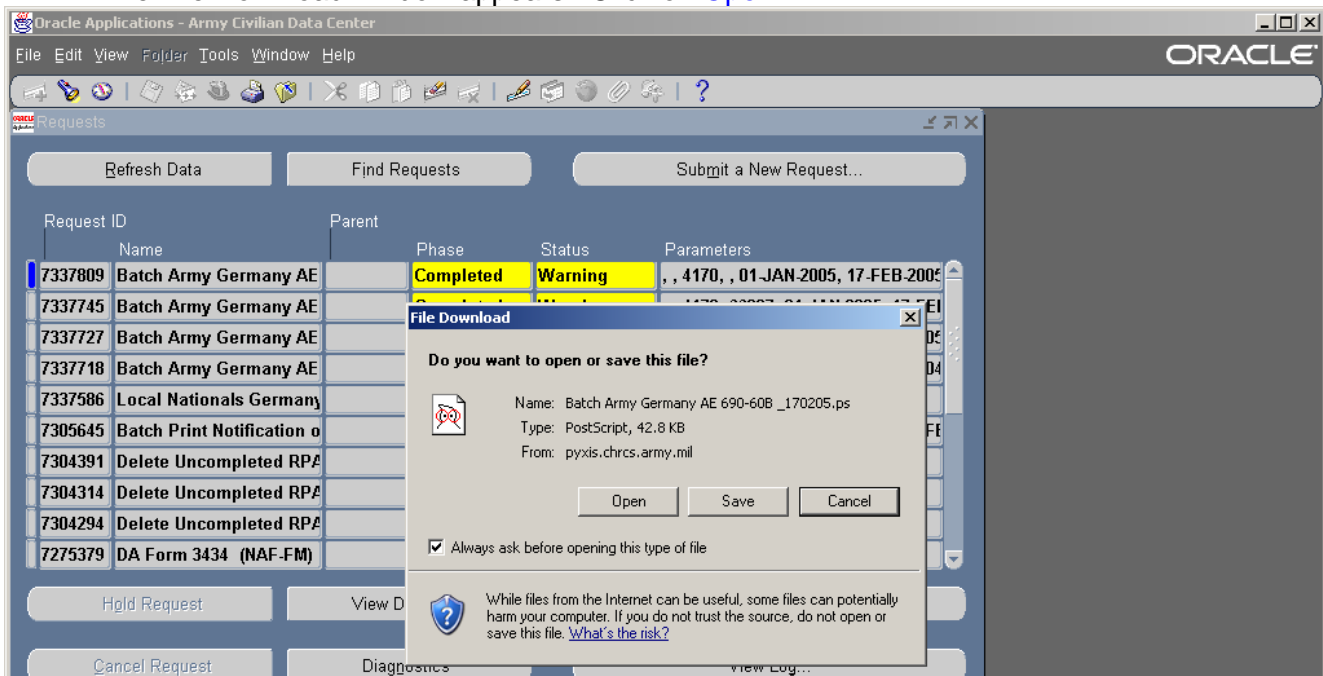 Oracle Applications - Army Civilian Data Center
File Edit View Folder Tools Window Help
ORACLE
Requests
Refresh Data Find Requests Submit a New Request...
Request ID Parent
Name Phase Status Parameters
7337809 Batch Army Germany AE Completed Warning , , 4170, , 01-JAN-2005, 17-FEB-2005
7337745 Batch Army Germany AE
7337727 Batch Army Germany AE
7337718 Batch Army Germany AE
7337586 Local Nationals Germany
7305645 Batch Print Notification o
7304391 Delete Uncompleted RPA
7304314 Delete Uncompleted RPA
7304294 Delete Uncompleted RPA
7275379 DA Form 3434 (NAF-FM)
File Download
Do you want to open or save this file?
Name: Batch Army Germany AE 690-60B _170205.ps
Type: PostScript, 42.8 KB
From: pyxis.chrcs.army.mil
Open Save Cancel
Always ask before opening this type of file
While files from the Internet can be useful, some files can potentially
harm your computer. If you do not trust the source, do not open or
save this file. What's the risk?
Hold Request View D
Cancel Request Diagnostics View Log...